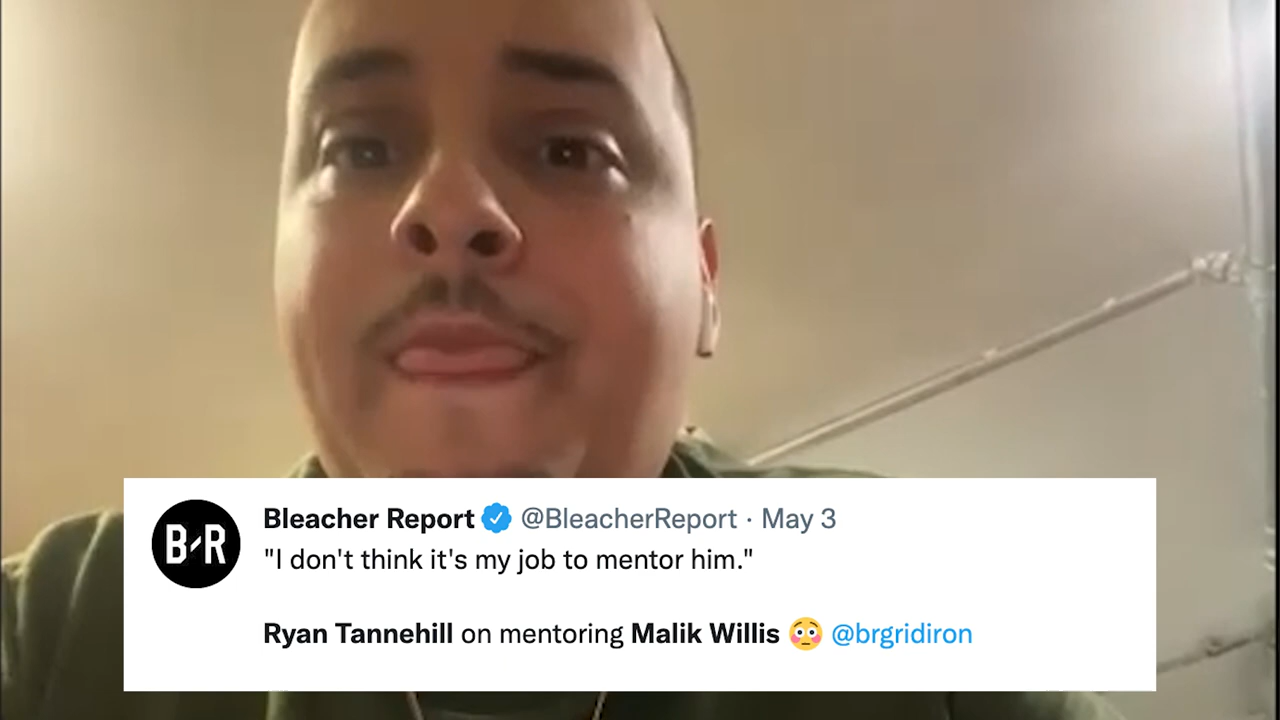 B/R
Bleacher Report @BleacherReport · May 3
"I don't think it's my job to mentor him."
Ryan Tannehill on mentoring Malik Willis 😳 @brgridiron